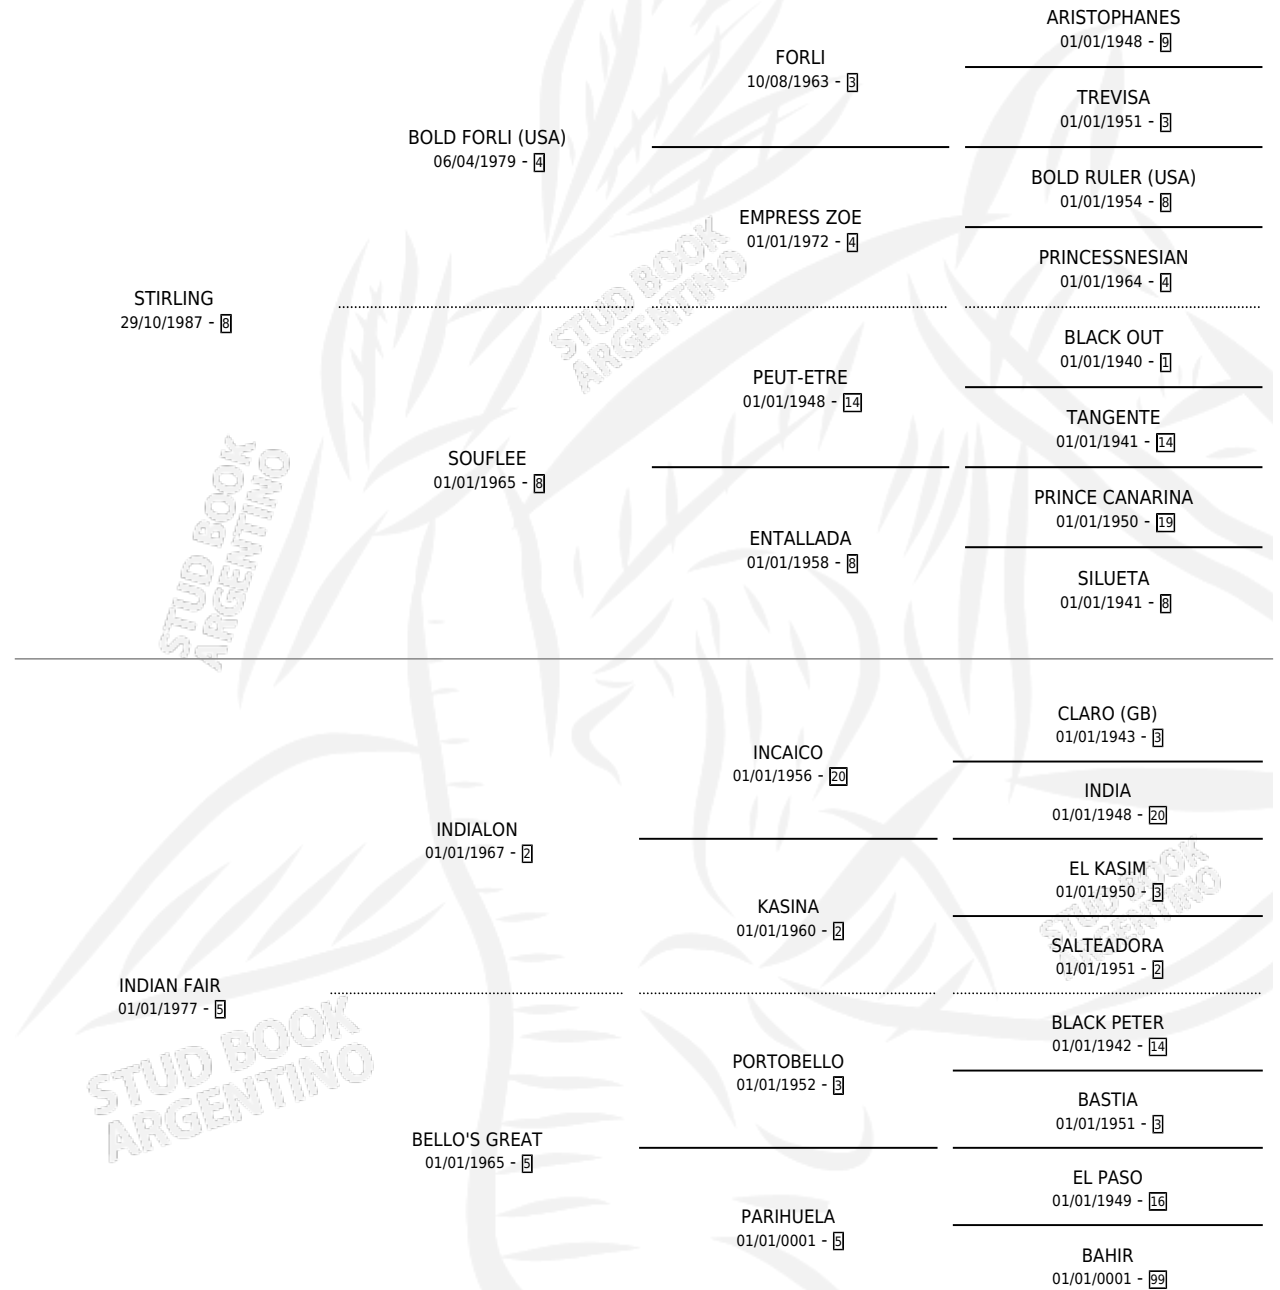 ARISTOPHANES
01/01/1948 - 9
FORLI
10/08/1963 - 3
TREVISA
01/01/1951 - 3
BOLD FORLI (USA)
06/04/1979 - 4
BOLD RULER (USA)
01/01/1954 - 8
EMPRESS ZOE
01/01/1972 - 4
PRINCESSNESIAN
01/01/1964 - 4
STIRLING
29/10/1987 - 8
BLACK OUT
01/01/1940 - 1
PEUT-ETRE
01/01/1948 - 14
TANGENTE
01/01/1941 - 14
SOUFLEE
01/01/1965 - 8
PRINCE CANARINA
01/01/1950 - 19
ENTALLADA
01/01/1958 - 8
SILUETA
01/01/1941 - 8
CLARO (GB)
01/01/1943 - 3
INCAICO
01/01/1956 - 20
INDIA
01/01/1948 - 20
INDIALON
01/01/1967 - 2
EL KASIM
01/01/1950 - 3
KASINA
01/01/1960 - 2
SALTEADORA
01/01/1951 - 2
INDIAN FAIR
01/01/1977 - 5
BLACK PETER
01/01/1942 - 14
PORTOBELLO
01/01/1952 - 3
BASTIA
01/01/1951 - 3
BELLO'S GREAT
01/01/1965 - 5
EL PASO
01/01/1949 - 16
PARIHUELA
01/01/0001 - 5
BAHIR
01/01/0001 - 99
STUD BOOK
ARGENTINO
STUD BOOK
ARGENTINO
STUD BOOK
ARGENTINO
STUD BOOK
ARGENTINO